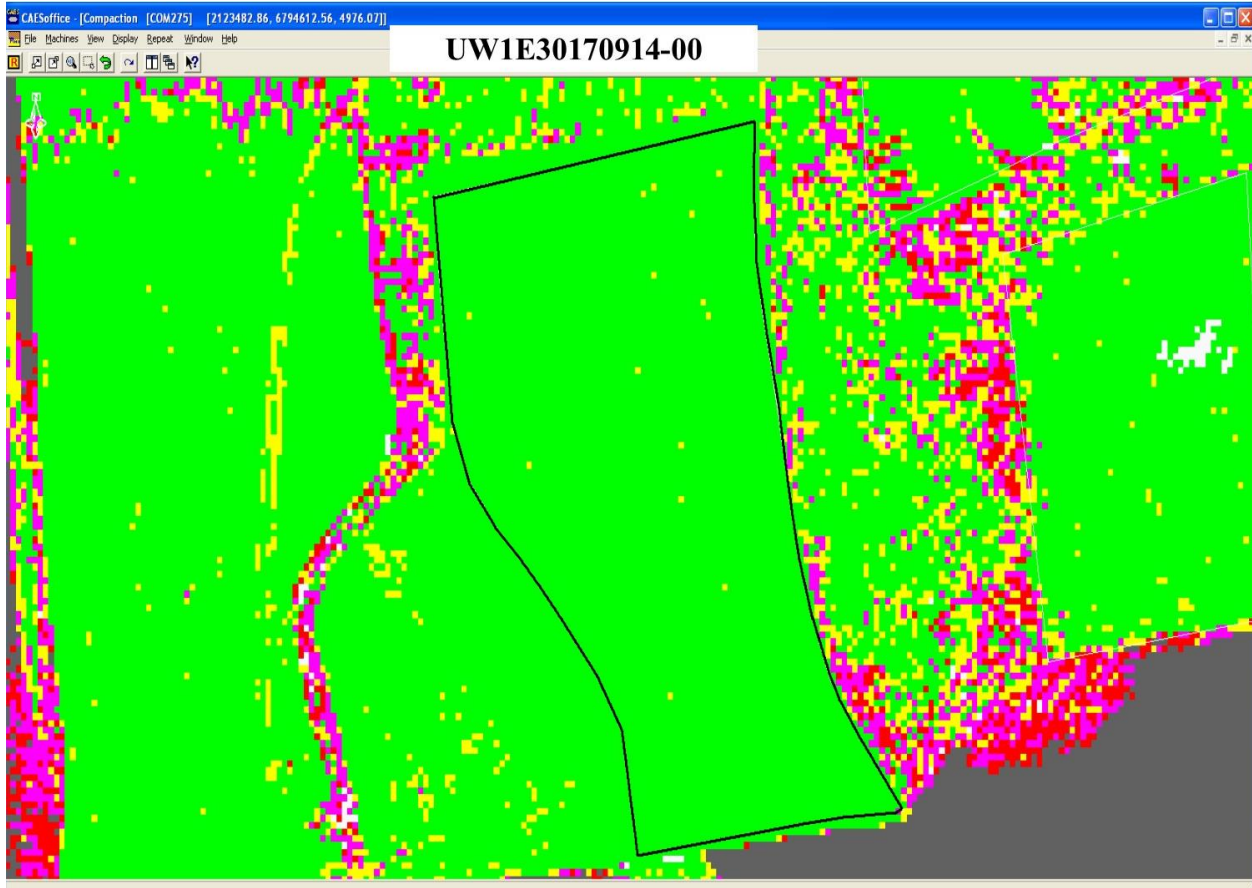 CAESoffice - [Compaction [COM275] [2123482.86, 6794612.56, 4976.07]]
File Machines View Display Repeat Window Help
UW1E30170914-00